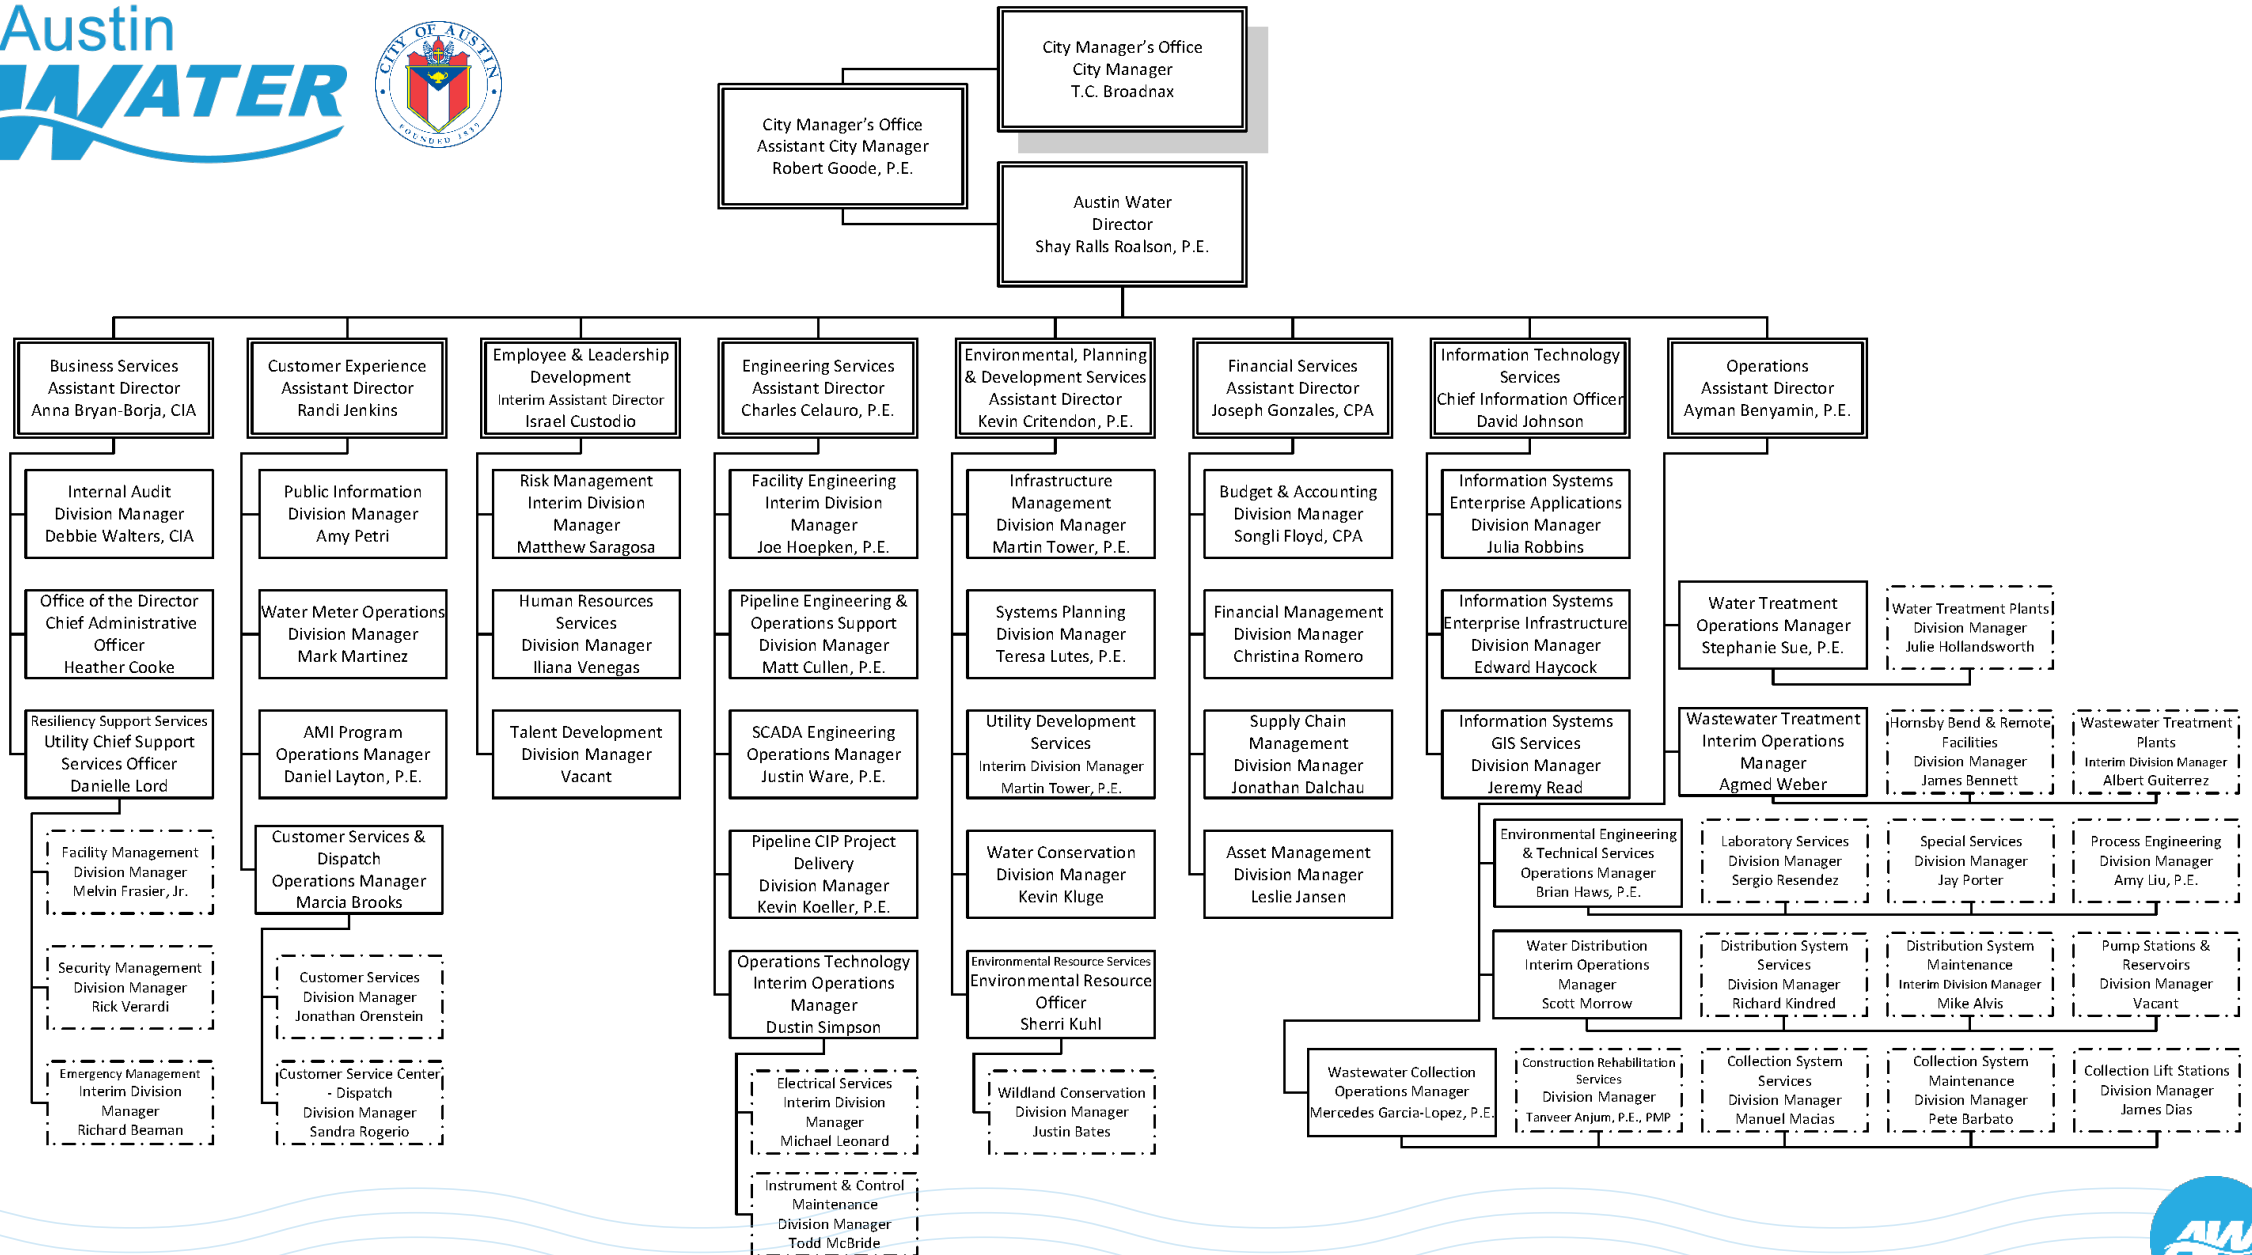 Austin
WATER
CITY OF AUSTIN
FOUNDED 1839
City Manager’s Office
City Manager
T.C. Broadnax
City Manager’s Office
Assistant City Manager
Robert Goode, P.E.
Austin Water
Director
Shay Ralls Roalson, P.E.
Business Services
Assistant Director
Anna Bryan-Borja, CIA
Internal Audit
Division Manager
Debbie Walters, CIA
Office of the Director
Chief Administrative
Officer
Heather Cooke
Resiliency Support Services
Utility Chief Support
Services Officer
Danielle Lord
Facility Management
Division Manager
Melvin Frasier, Jr.
Security Management
Division Manager
Rick Verardi
Emergency Management
Interim Division
Manager
Richard Beaman
Customer Experience
Assistant Director
Randi Jenkins
Public Information
Division Manager
Amy Petri
Water Meter Operations
Division Manager
Mark Martinez
AMI Program
Operations Manager
Daniel Layton, P.E.
Customer Services &
Dispatch
Operations Manager
Marcia Brooks
Customer Services
Division Manager
Jonathan Orenstein
Customer Service Center
- Dispatch
Division Manager
Sandra Rogerio
Employee & Leadership
Development
Interim Assistant Director
Israel Custodio
Risk Management
Interim Division
Manager
Matthew Saragosa
Human Resources
Services
Division Manager
Iliana Venegas
Talent Development
Division Manager
Vacant
Engineering Services
Assistant Director
Charles Celauro, P.E.
Facility Engineering
Interim Division
Manager
Joe Hoepken, P.E.
Pipeline Engineering &
Operations Support
Division Manager
Matt Cullen, P.E.
SCADA Engineering
Operations Manager
Justin Ware, P.E.
Pipeline CIP Project
Delivery
Division Manager
Kevin Koeller, P.E.
Operations Technology
Interim Operations
Manager
Dustin Simpson
Electrical Services
Interim Division
Manager
Michael Leonard
Instrument & Control
Maintenance
Division Manager
Todd McBride
Environmental, Planning
& Development Services
Assistant Director
Kevin Critendon, P.E.
Infrastructure
Management
Division Manager
Martin Tower, P.E.
Systems Planning
Division Manager
Teresa Lutes, P.E.
Utility Development
Services
Interim Division Manager
Martin Tower, P.E.
Water Conservation
Division Manager
Kevin Kluge
Environmental Resource Services
Environmental Resource
Officer
Sherri Kuhl
Wildland Conservation
Division Manager
Justin Bates
Financial Services
Assistant Director
Joseph Gonzales, CPA
Budget & Accounting
Division Manager
Songli Floyd, CPA
Financial Management
Division Manager
Christina Romero
Supply Chain
Management
Division Manager
Jonathan Dalchau
Asset Management
Division Manager
Leslie Jansen
Information Technology
Services
Chief Information Officer
David Johnson
Information Systems
Enterprise Applications
Division Manager
Julia Robbins
Information Systems
Enterprise Infrastructure
Division Manager
Edward Haycock
Information Systems
GIS Services
Division Manager
Jeremy Read
Operations
Assistant Director
Ayman Benyamin, P.E.
Water Treatment
Operations Manager
Stephanie Sue, P.E.
Water Treatment Plants
Division Manager
Julie Hollandsworth
Wastewater Treatment
Interim Operations
Manager
Agmed Weber
Hornsby Bend & Remote
Facilities
Division Manager
James Bennett
Wastewater Treatment
Plants
Interim Division Manager
Albert Guiterrez
Environmental Engineering
& Technical Services
Operations Manager
Brian Haws, P.E.
Laboratory Services
Division Manager
Sergio Resendez
Special Services
Division Manager
Jay Porter
Process Engineering
Division Manager
Amy Liu, P.E.
Water Distribution
Interim Operations
Manager
Scott Morrow
Distribution System
Services
Division Manager
Richard Kindred
Distribution System
Maintenance
Interim Division Manager
Mike Alvis
Pump Stations &
Reservoirs
Division Manager
Vacant
Wastewater Collection
Operations Manager
Mercedes Garcia-Lopez, P.E.
Construction Rehabilitation
Services
Division Manager
Tanveer Anjum, P.E., PMP
Collection System
Services
Division Manager
Manuel Macias
Collection System
Maintenance
Division Manager
Pete Barbato
Collection Lift Stations
Division Manager
James Dias
AW